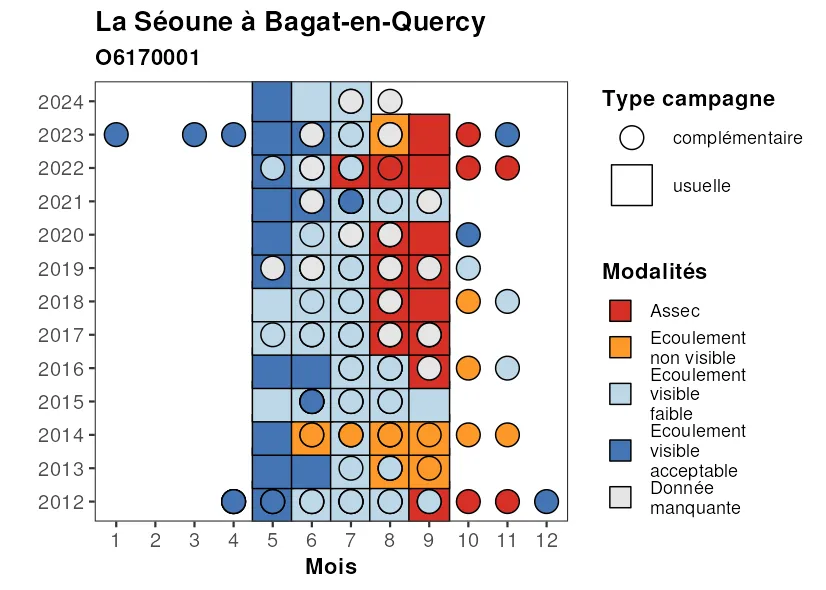 La Séoune à Bagat-en-Quercy
O6170001
2024
2023
2022
2021
2020
2019
2018
2017
2016
2015
2014
2013
2012
1 2 3 4 5 6 7 8 9 10 11 12
Mois
Type campagne
complémentaire
usuelle
Modalités
Assec
Ecoulement
non visible
Ecoulement
visible
faible
Ecoulement
visible
acceptable
Donnée
manquante